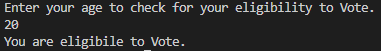 Enter your age to check for your eligibility to Vote.
20
You are eligibile to Vote.